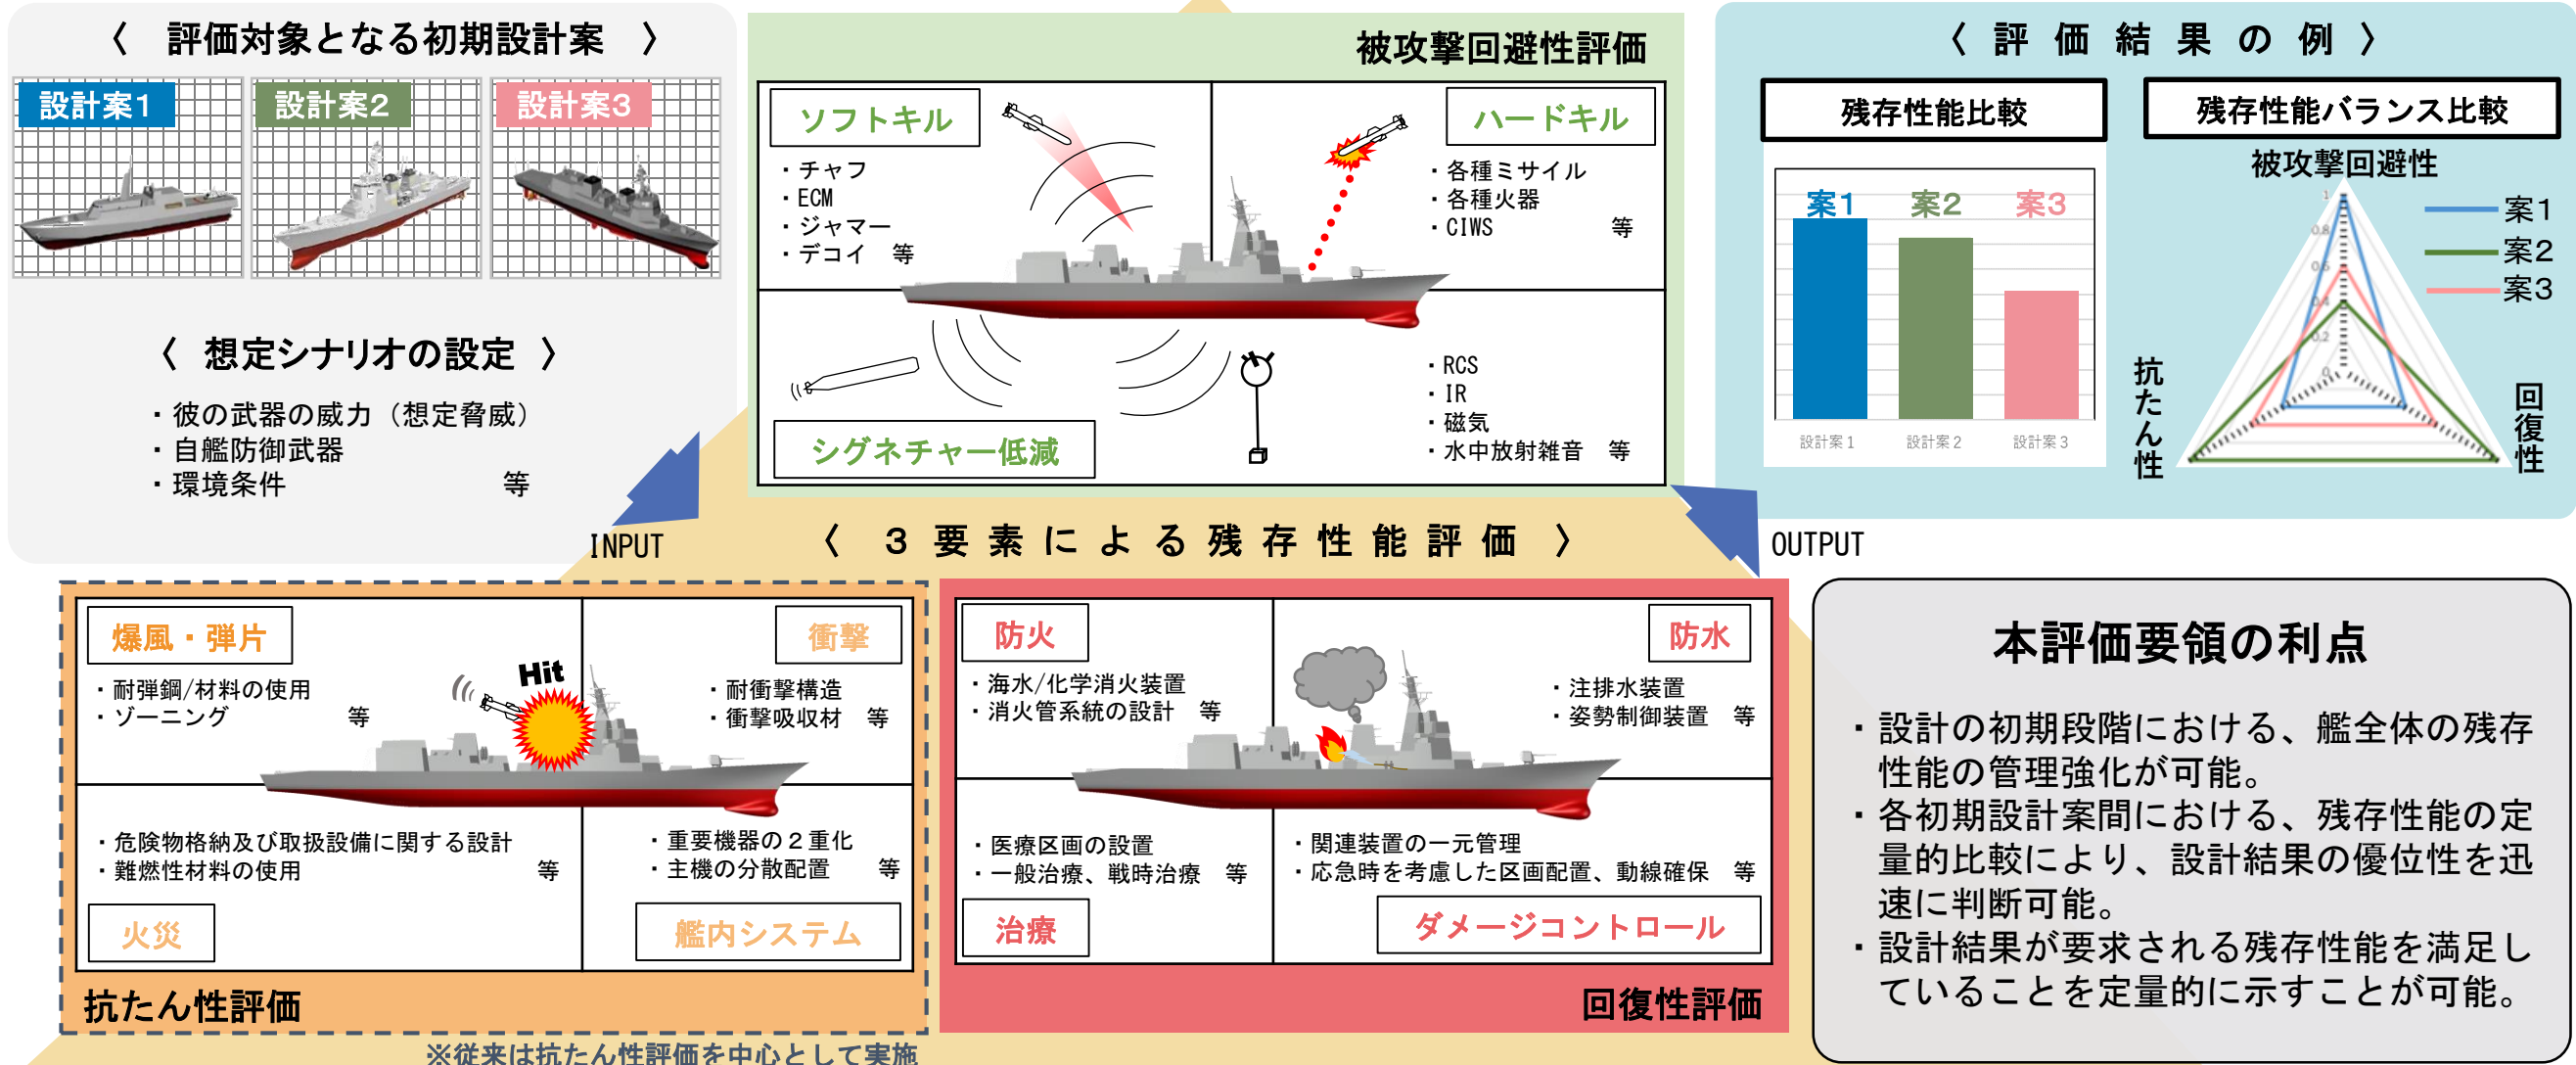 〈 評価対象となる初期設計案 〉
設計案1
設計案2
設計案3
〈 想定シナリオの設定 〉
・彼の武器の威力（想定脅威）
・自艦防御武器
・環境条件 等
INPUT
被攻撃回避性評価
ソフトキル
・チャフ
・ECM
・ジャマー
・デコイ 等
ハードキル
・各種ミサイル
・各種火器
・CIWS 等
シグネチャー低減
・RCS
・IR
・磁気
・水中放射雑音 等
〈 評価結果の例 〉
残存性能比較
案1
案2
案3
設計案1
設計案2
設計案3
残存性能バランス比較
被攻撃回避性
1
0.8
0.6
0.4
0.2
0
案1
案2
案3
抗たん性
回復性
OUTPUT
〈 3要素による残存性能評価 〉
爆風・弾片
・耐弾鋼/材料の使用
・ゾーニング 等
Hit
衝撃
・耐衝撃構造
・衝撃吸収材 等
・危険物格納及び取扱設備に関する設計
・難燃性材料の使用 等
火災
・重要機器の２重化
・主機の分散配置 等
艦内システム
抗たん性評価
※従来は抗たん性評価を中心として実施
防火
・海水/化学消火装置
・消火管系統の設計 等
防水
・注排水装置
・姿勢制御装置 等
・医療区画の設置
・一般治療、戦時治療 等
治療
・関連装置の一元管理
・応急時を考慮した区画配置、動線確保 等
ダメージコントロール
回復性評価
本評価要領の利点
・設計の初期段階における、艦全体の残存
性能の管理強化が可能。
・各初期設計案間における、残存性能の定
量的比較により、設計結果の優位性を迅
速に判断可能。
・設計結果が要求される残存性能を満足し
ていることを定量的に示すことが可能。